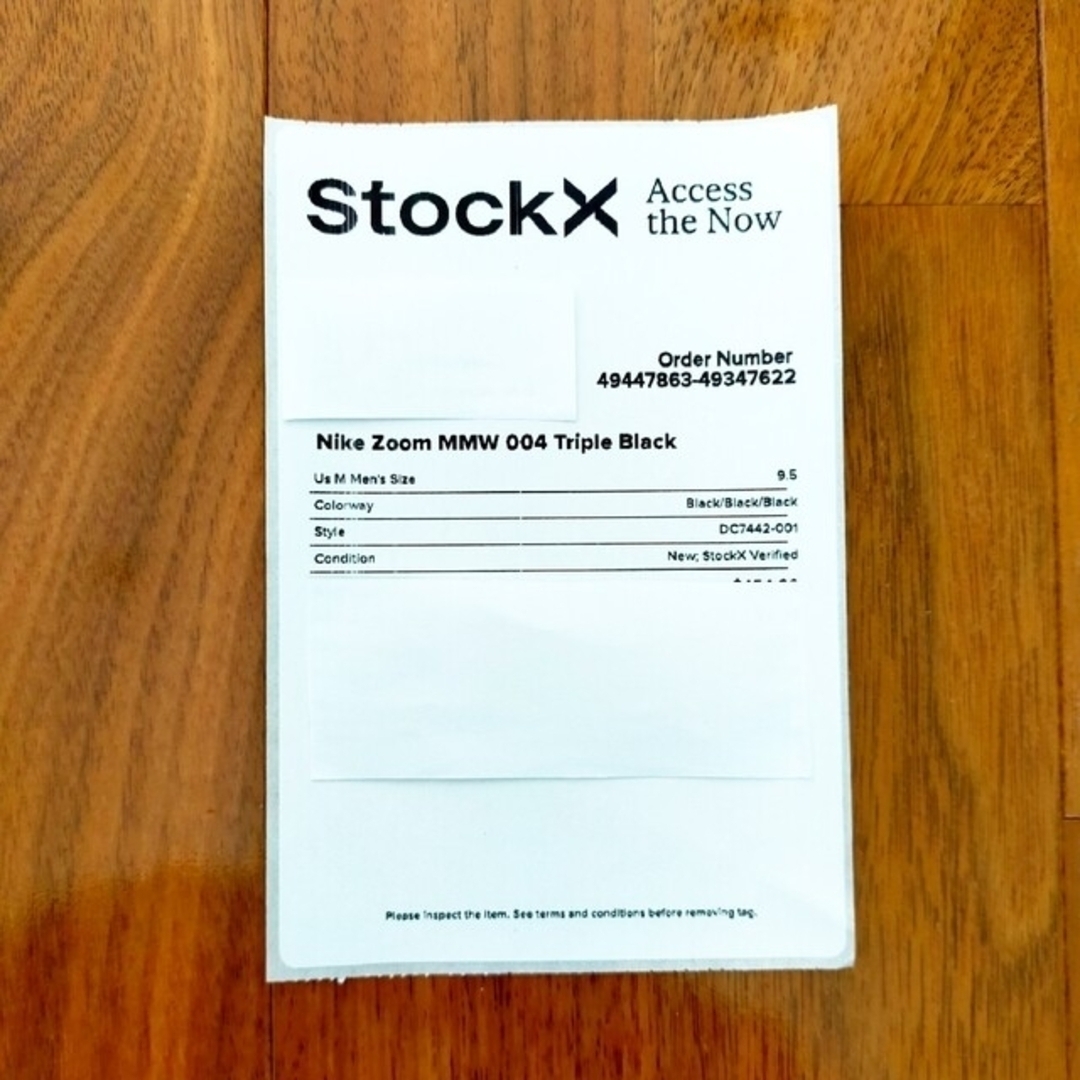 StockX Access the Now
Order Number
49447863-49347622
Nike Zoom MMW 004 Triple Black
Us M Men's Size 9.5
Colorway Black/Black/Black
Style DC7442-001
Condition New; StockX Verified
Please inspect the item. See terms and conditions before removing tag.